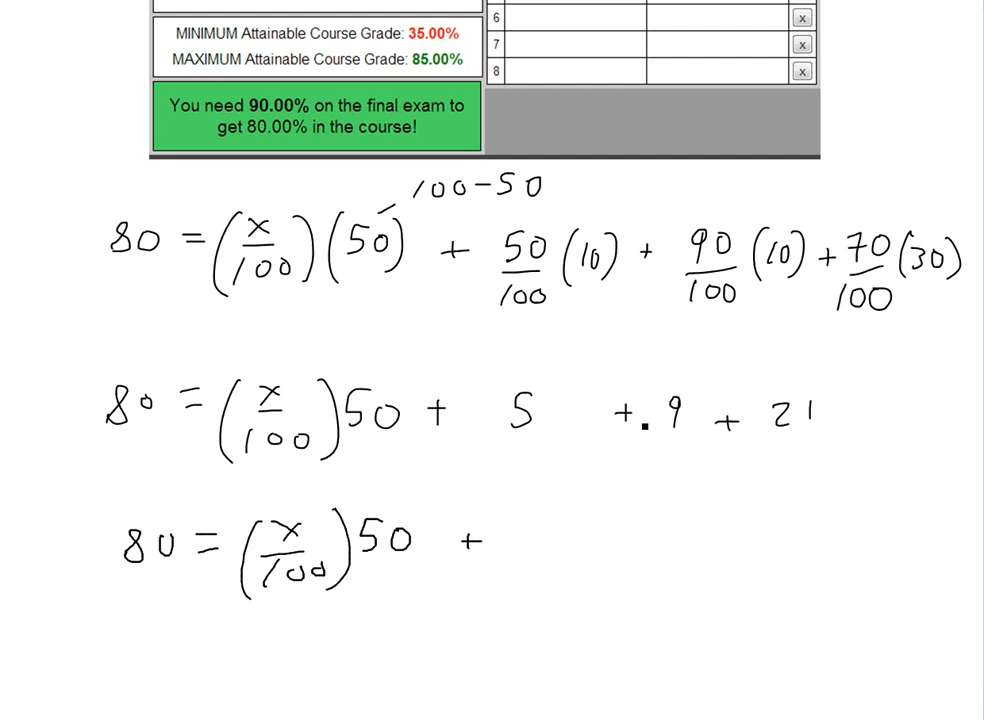 6 x
MINIMUM Attainable Course Grade: 35.00%
7 x
MAXIMUM Attainable Course Grade: 85.00%
8 x
You need 90.00% on the final exam to
get 80.00% in the course!
100-50
80 = (x/100)(50) + 50/100 (10) + 90/100 (10) + 70/100 (30)
80 = (x/100)50 + 5 + . 9 + 21
80 = (x/100)50 +